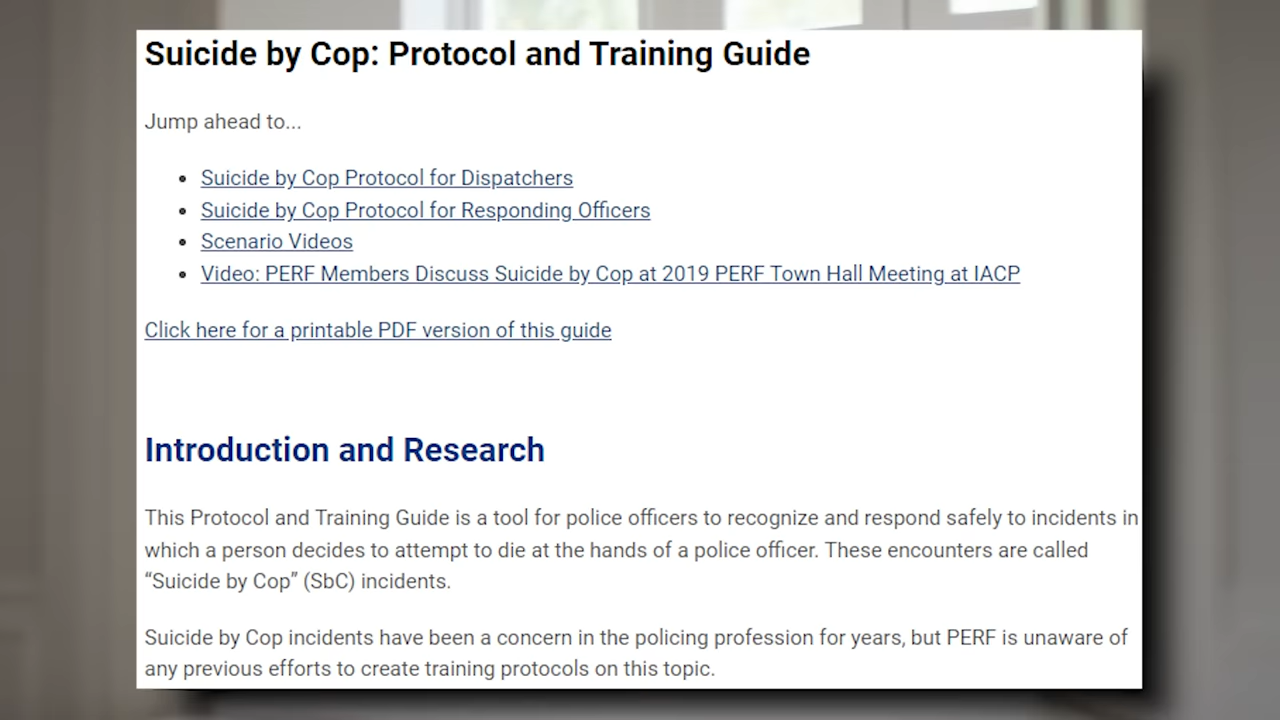 Suicide by Cop: Protocol and Training Guide
Jump ahead to...
Suicide by Cop Protocol for Dispatchers
Suicide by Cop Protocol for Responding Officers
Scenario Videos
Video: PERF Members Discuss Suicide by Cop at 2019 PERF Town Hall Meeting at IACP
Click here for a printable PDF version of this guide
Introduction and Research
This Protocol and Training Guide is a tool for police officers to recognize and respond safely to incidents in
which a person decides to attempt to die at the hands of a police officer. These encounters are called
“Suicide by Cop” (SbC) incidents.
Suicide by Cop incidents have been a concern in the policing profession for years, but PERF is unaware of
any previous efforts to create training protocols on this topic.